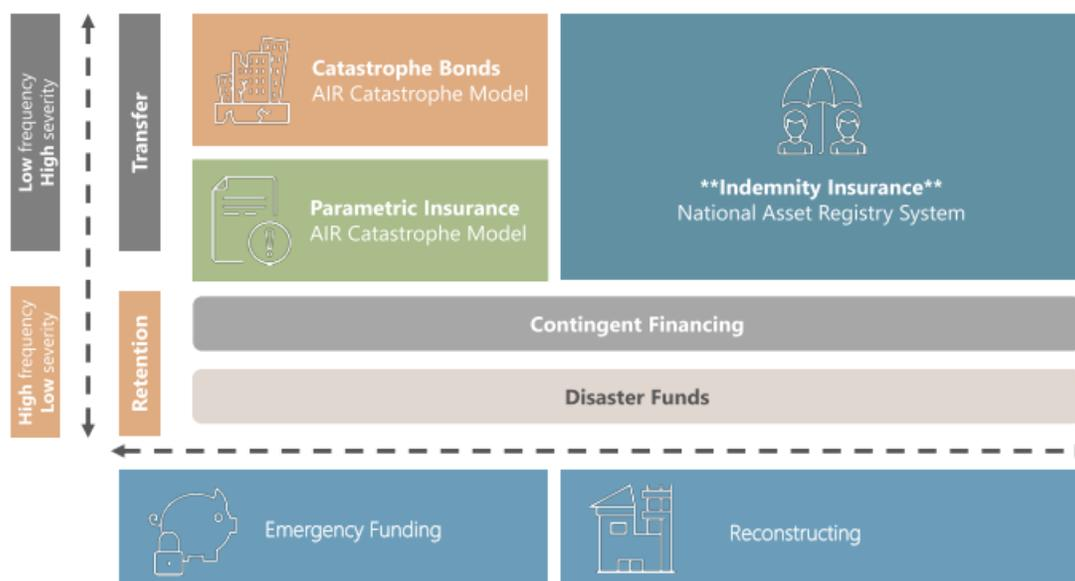 Low frequency
High severity
Transfer
Catastrophe Bonds
AIR Catastrophe Model
Parametric Insurance
AIR Catastrophe Model
**Indemnity Insurance**
National Asset Registry System
High frequency
Low severity
Retention
Contingent Financing
Disaster Funds
Emergency Funding
Reconstructing